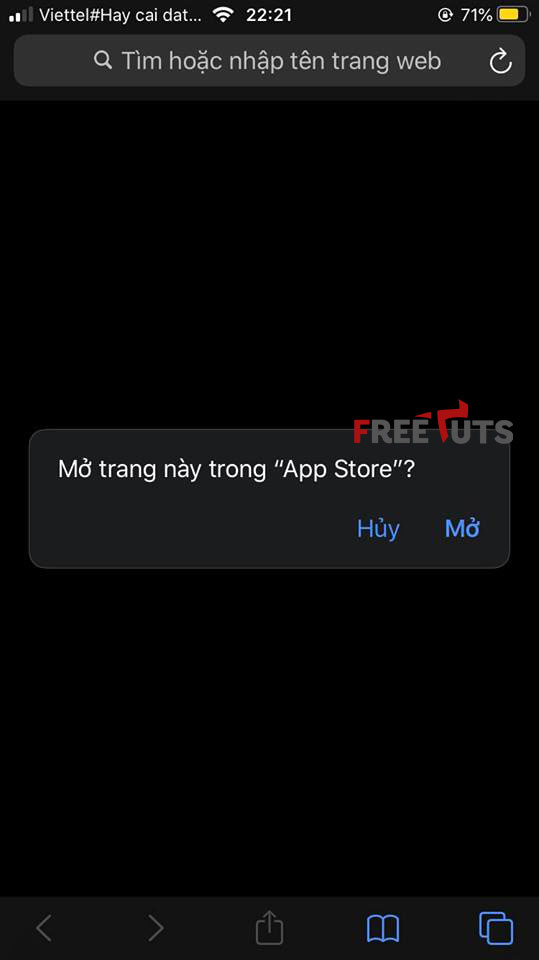 Viettel#Hay cai dat... 22:21 71%
Tìm hoặc nhập tên trang web
FREETUTS
Mở trang này trong “App Store”?
Hủy Mở